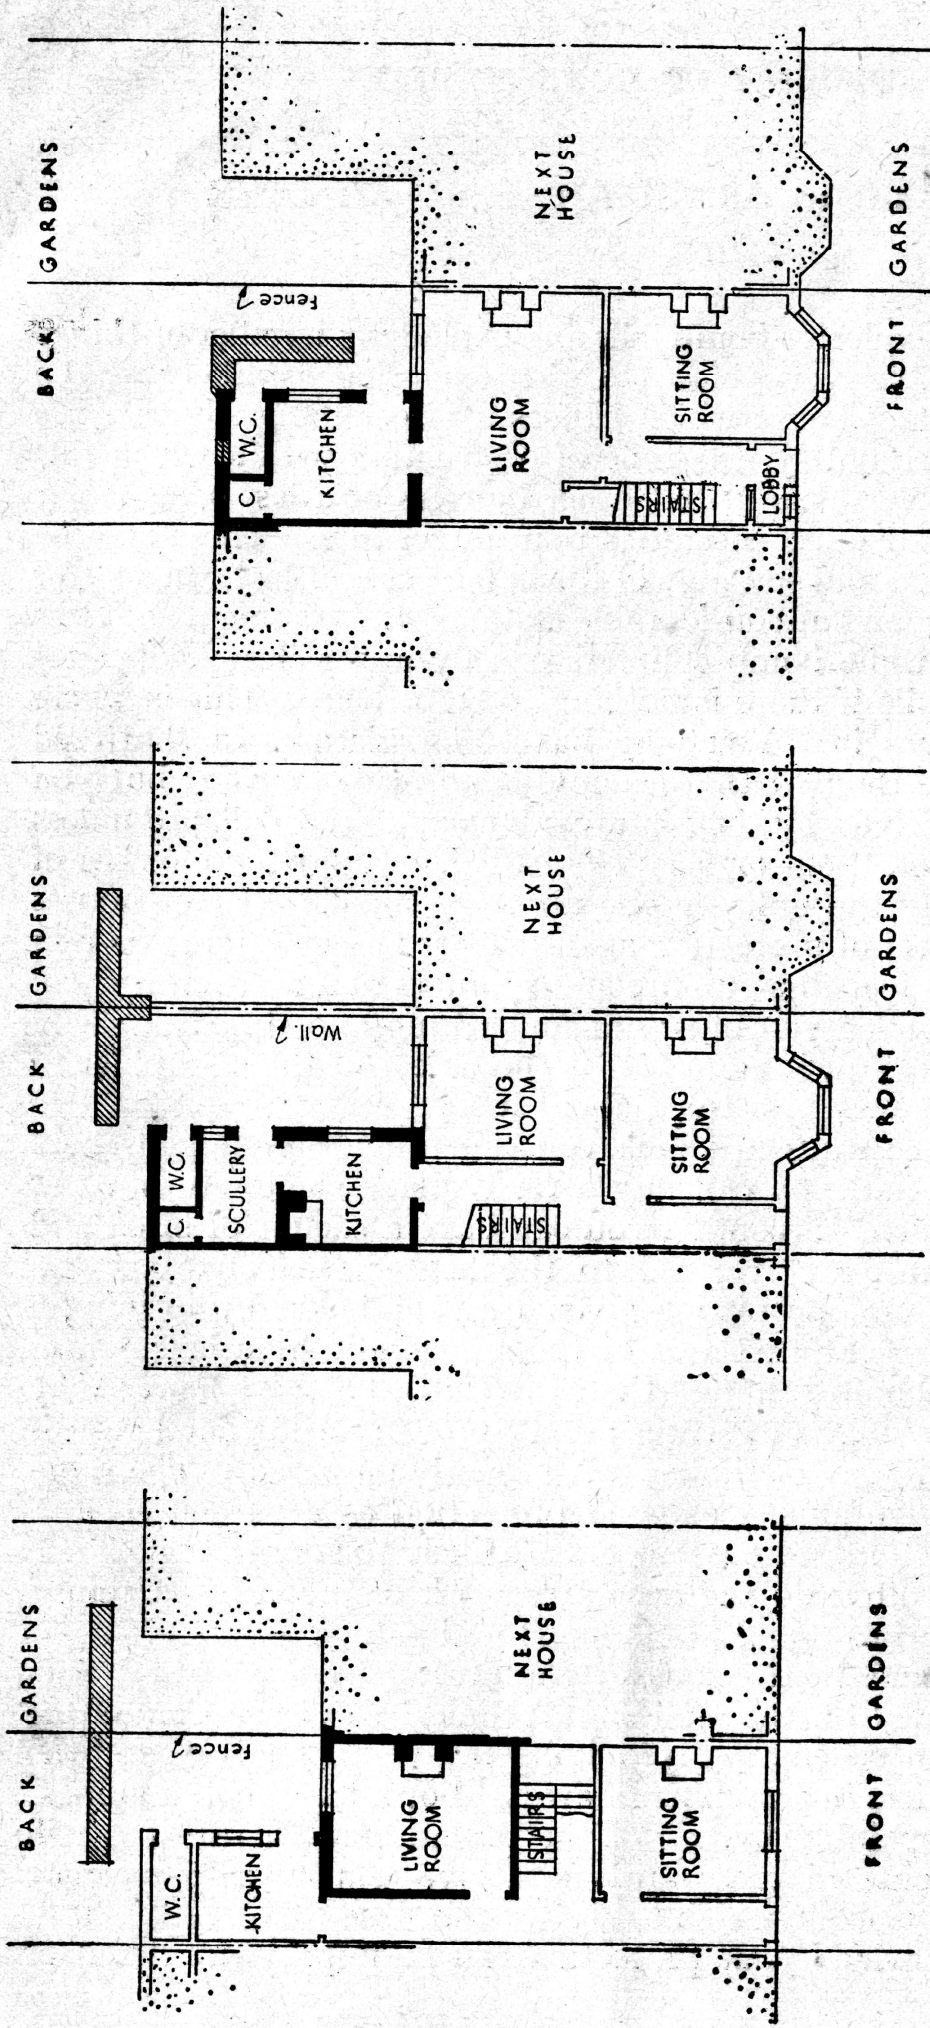 BACK GARDENS
Fence
W.C.
C.
KITCHEN
LIVING
ROOM
SITTING
ROOM
STAIRS
LOBBY
NEXT
HOUSE
FRONT GARDENS
BACK GARDENS
Wall.
W.C.
C.
SCULLERY
KITCHEN
LIVING
ROOM
STAIRS
SITTING
ROOM
NEXT
HOUSE
FRONT GARDENS
BACK GARDENS
Fence
W.C.
KITCHEN
LIVING
ROOM
STAIRS
SITTING
ROOM
NEXT
HOUSE
FRONT GARDENS